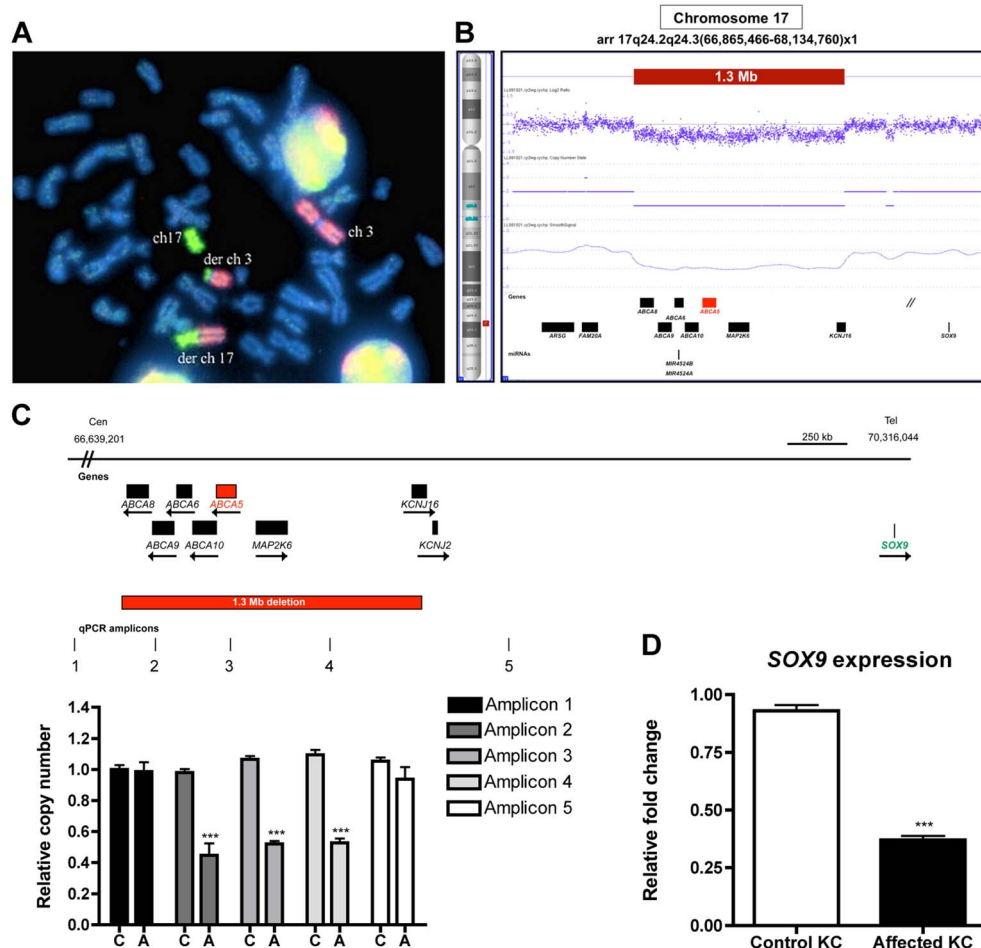 A
ch17
der ch 3
ch 3
der ch 17
B
Chromosome 17
arr 17q24.2q24.3(66,865,466-68,134,760)x1
1.3 Mb
Genes
ABCA8
ABCA6
ABCA5
ARSG
FAM20A
ABCA9
ABCA10
MAP2K6
KCNJ16
//
SOX9
miRNAs
MIR4524B
MIR4524A
C
Cen
66,639,201
250 kb
Tel
70,316,044
Genes
ABCA8
ABCA6
ABCA5
KCNJ16
ABCA9
ABCA10
MAP2K6
KCNJ2
SOX9
1.3 Mb deletion
qPCR amplicons
1
2
3
4
5
Relative copy number
1.4
1.2
1.0
0.8
0.6
0.4
0.2
0.0
***
***
***
C A C A C A C A C A
Amplicon 1
Amplicon 2
Amplicon 3
Amplicon 4
Amplicon 5
D
SOX9 expression
Relative fold change
1.00
0.75
0.50
0.25
0.00
***
Control KC
Affected KC